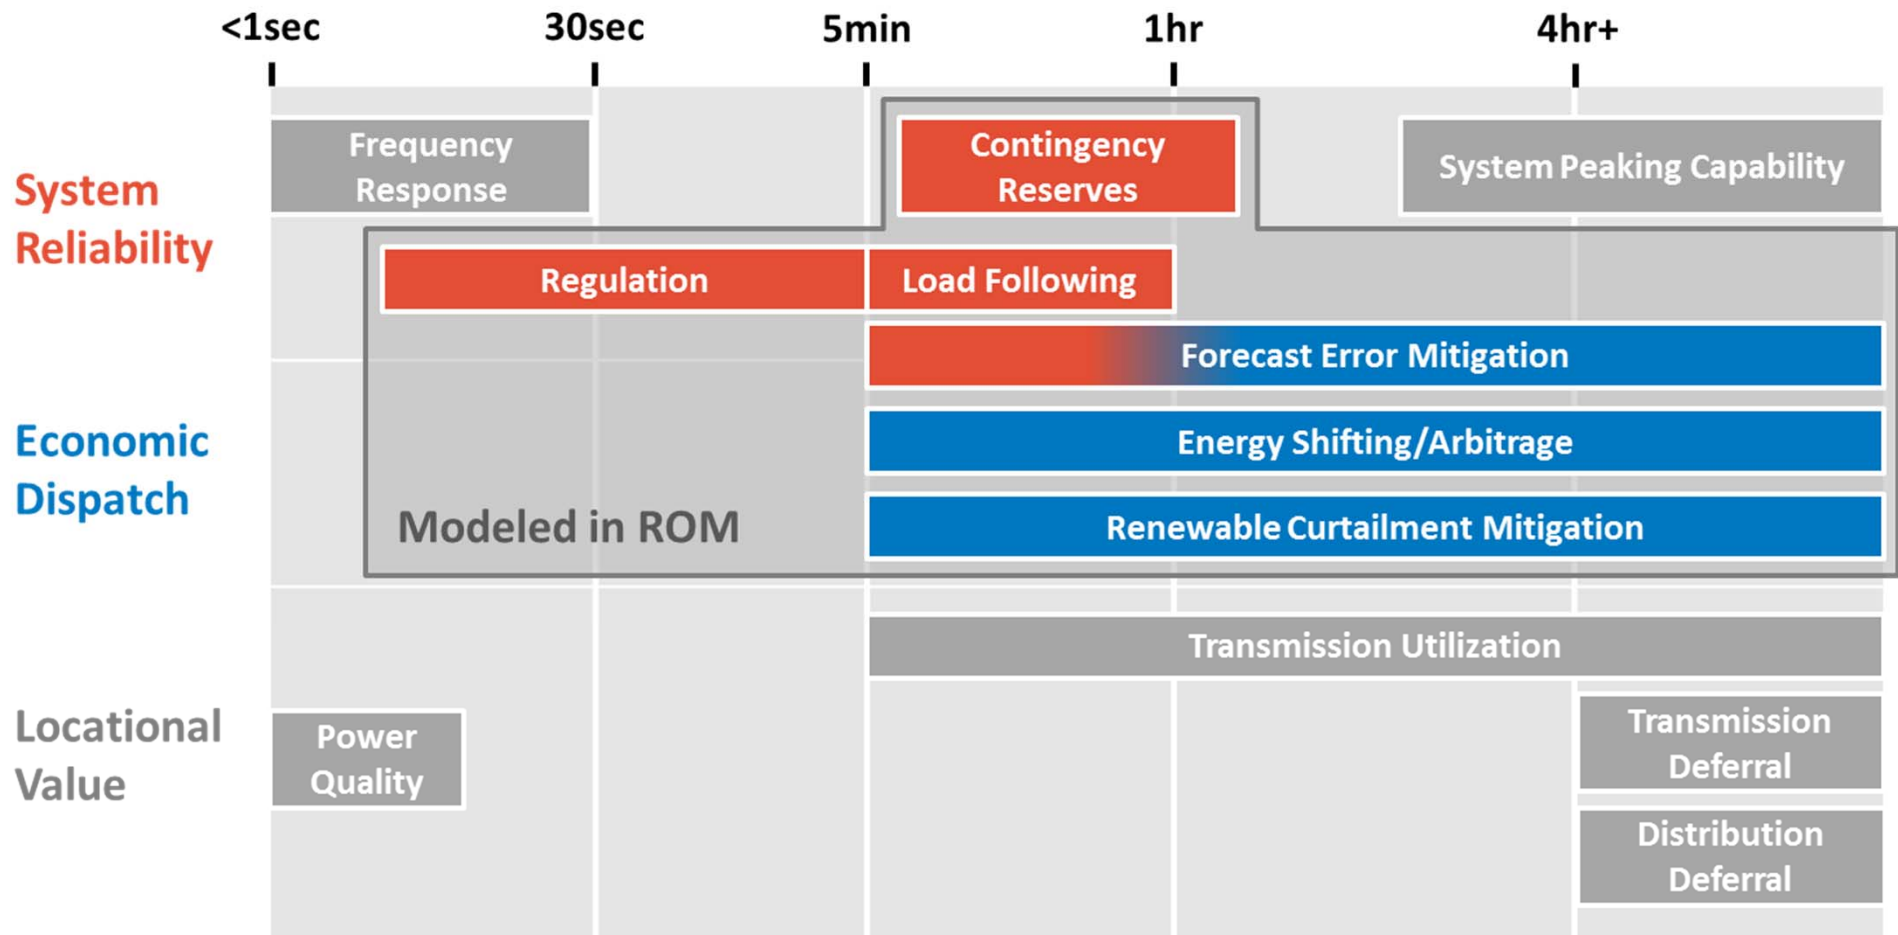 <1sec 30sec 5min 1hr 4hr+
System
Reliability
Frequency
Response
Contingency
Reserves
System Peaking Capability
Regulation
Load Following
Forecast Error Mitigation
Economic
Dispatch
Energy Shifting/Arbitrage
Modeled in ROM
Renewable Curtailment Mitigation
Locational
Value
Transmission Utilization
Power
Quality
Transmission
Deferral
Distribution
Deferral